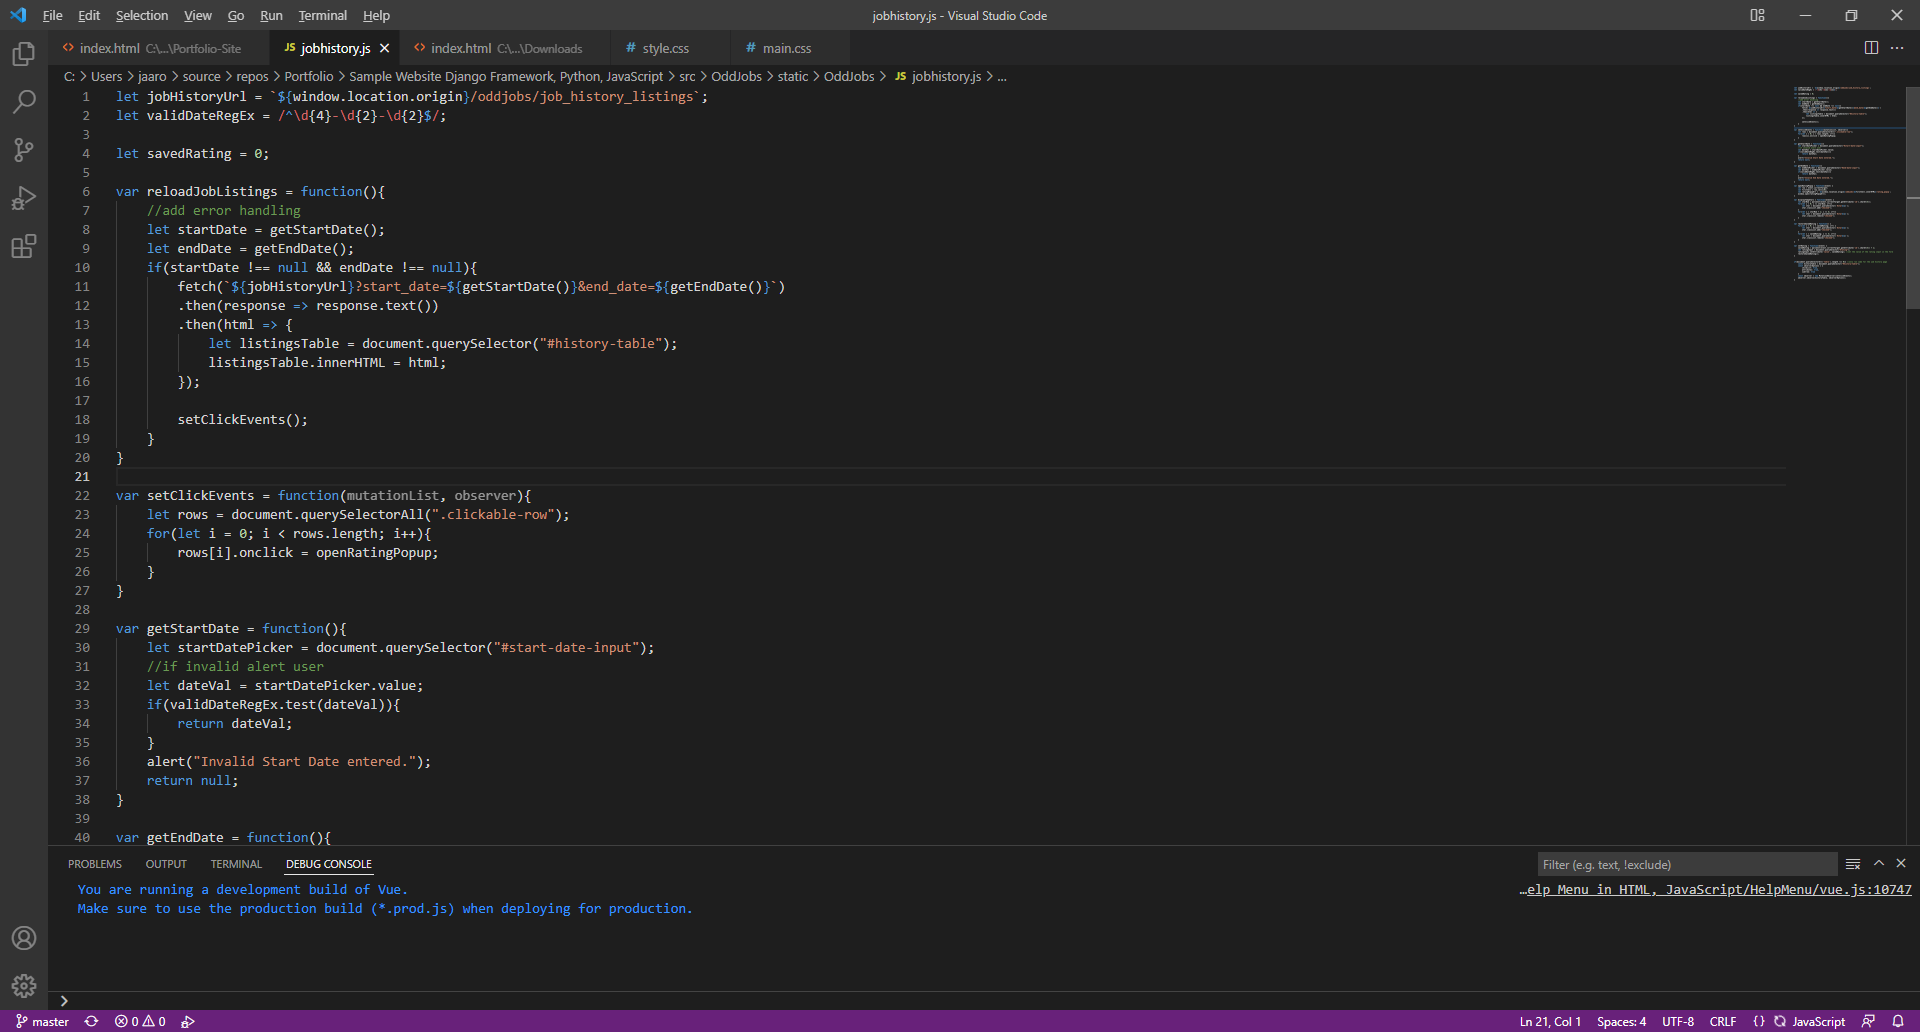 File Edit Selection View Go Run Terminal Help
jobhistory.js - Visual Studio Code
index.html C:\...\Portfolio-Site
JS jobhistory.js
index.html C:\...\Downloads
# style.css
# main.css
C: > Users > jaaro > source > repos > Portfolio > Sample Website Django Framework, Python, JavaScript > src > OddJobs > static > OddJobs > JS jobhistory.js > ...
1 let jobHistoryUrl = `${window.location.origin}/oddjobs/job_history_listings`;
2 let validDateRegEx = /^\d{4}-\d{2}-\d{2}$/;
3
4 let savedRating = 0;
5
6 var reloadJobListings = function(){
7 //add error handling
8 let startDate = getStartDate();
9 let endDate = getEndDate();
10 if(startDate !== null && endDate !== null){
11 fetch(`${jobHistoryUrl}?start_date=${getStartDate()}&end_date=${getEndDate()}`)
12 .then(response => response.text())
13 .then(html => {
14 let listingsTable = document.querySelector("#history-table");
15 listingsTable.innerHTML = html;
16 });
17
18 setClickEvents();
19 }
20 }
21
22 var setClickEvents = function(mutationList, observer){
23 let rows = document.querySelectorAll(".clickable-row");
24 for(let i = 0; i < rows.length; i++){
25 rows[i].onclick = openRatingPopup;
26 }
27 }
28
29 var getStartDate = function(){
30 let startDatePicker = document.querySelector("#start-date-input");
31 //if invalid alert user
32 let dateVal = startDatePicker.value;
33 if(validDateRegEx.test(dateVal)){
34 return dateVal;
35 }
36 alert("Invalid Start Date entered.");
37 return null;
38 }
39
40 var getEndDate = function(){
PROBLEMS OUTPUT TERMINAL DEBUG CONSOLE
Filter (e.g. text, !exclude)
You are running a development build of Vue.
…elp Menu in HTML, JavaScript/HelpMenu/vue.js:10747
Make sure to use the production build (*.prod.js) when deploying for production.
master 0 0
Ln 21, Col 1 Spaces: 4 UTF-8 CRLF {} JavaScript